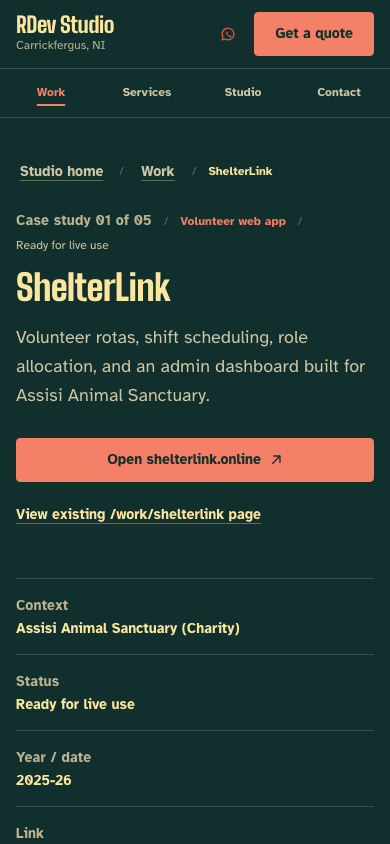 RDev Studio
Carrickfergus, NI
Get a quote
Work
Services
Studio
Contact
Studio home / Work / ShelterLink
Case study 01 of 05 / Volunteer web app /
Ready for live use
ShelterLink
Volunteer rotas, shift scheduling, role
allocation, and an admin dashboard built for
Assisi Animal Sanctuary.
Open shelterlink.online ↗
View existing /work/shelterlink page
Context
Assisi Animal Sanctuary (Charity)
Status
Ready for live use
Year / date
2025-26
Link